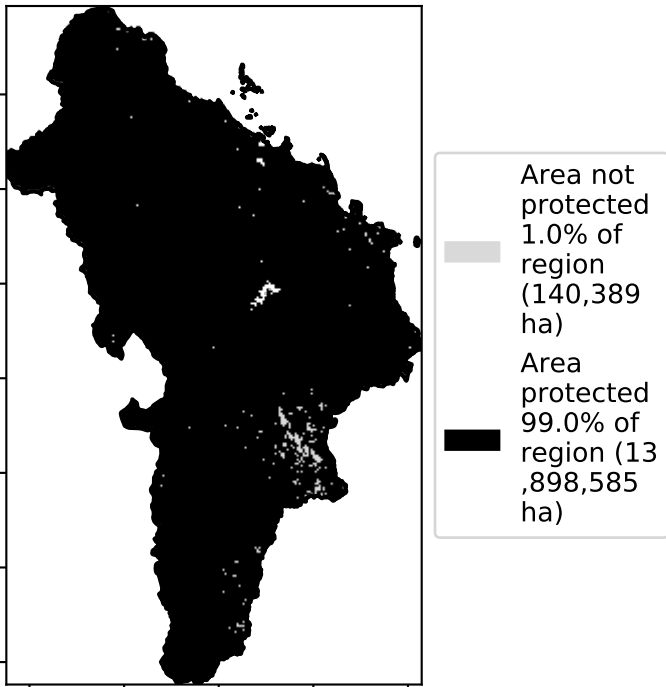 Area not
protected
1.0% of
region
(140,389
ha)
Area
protected
99.0% of
region (13
,898,585
ha)